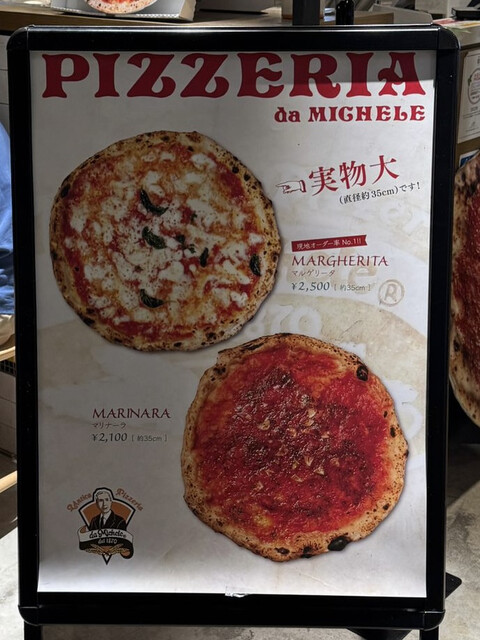 PIZZERIA
da MICHELE
実物大
(直径約35cm)です!
現地オーダー率 No.1!!
MARGHERITA
マルゲリータ
¥2,500 [ 約35cm ]
R
MARINARA
マリナーラ
¥2,100 [ 約35cm ]
L'Antica Pizzeria
da Michele
dal 1870